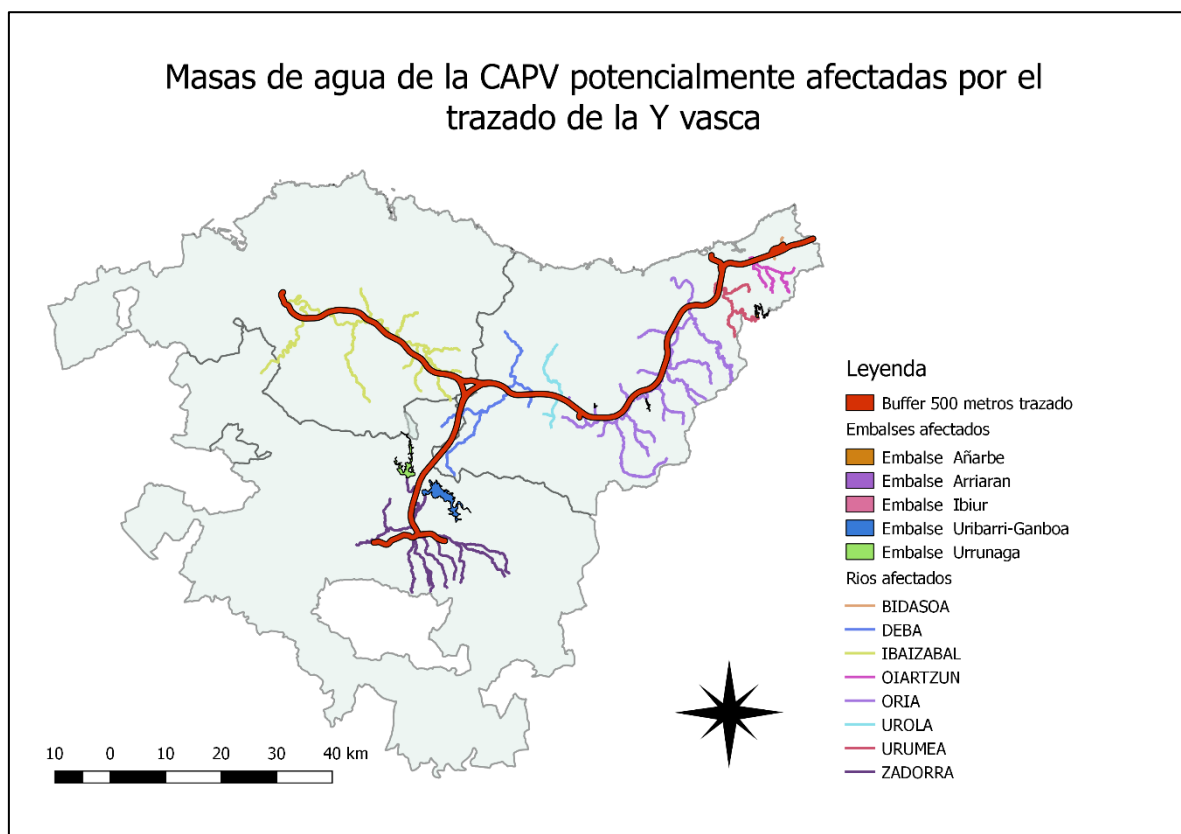 Masas de agua de la CAPV potencialmente afectadas por el
trazado de la Y vasca
Leyenda
Buffer 500 metros trazado
Embalses afectados
Embalse Añarbe
Embalse Arriaran
Embalse Ibiur
Embalse Uribarri-Ganboa
Embalse Urrunaga
Rios afectados
BIDASOA
DEBA
IBAIZABAL
OIARTZUN
ORIA
UROLA
URUMEA
ZADORRA
10 0 10 20 30 40 km